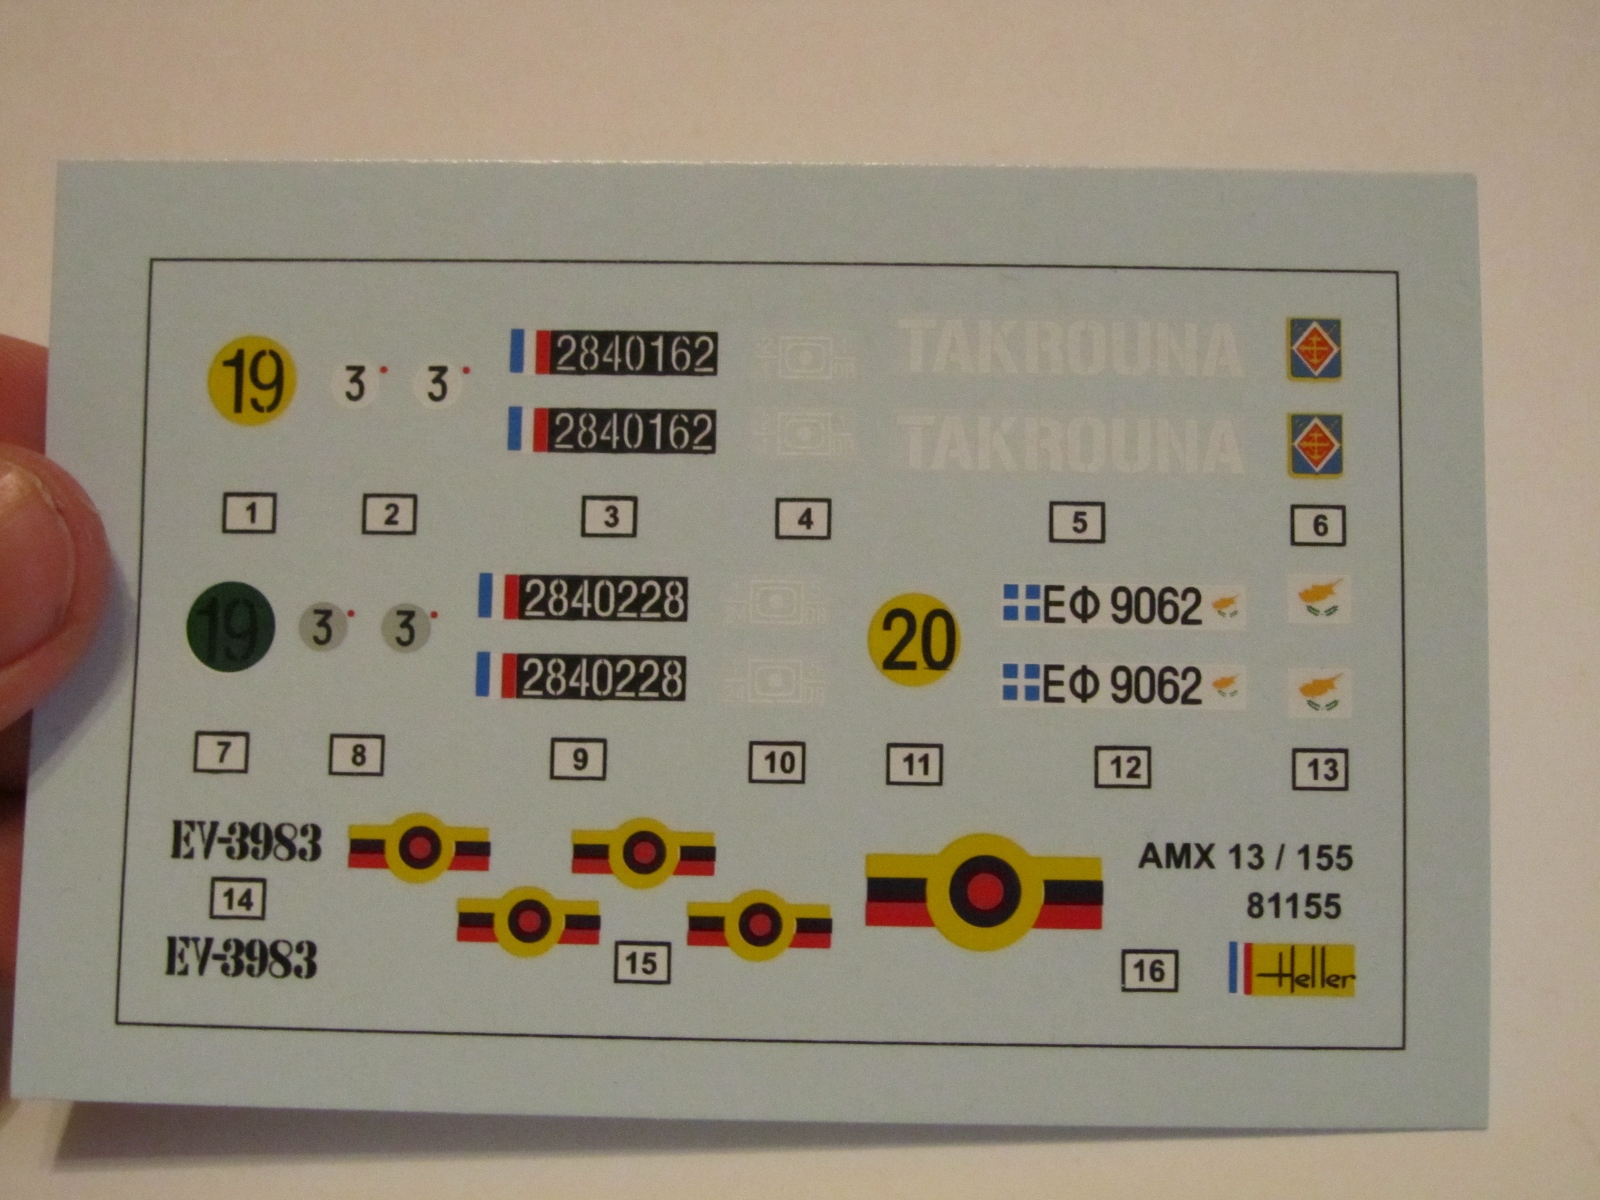 19 3 3 2840162 TAKROUNA
2840162 TAKROUNA
1 2 3 4 5 6
19 3 3 2840228 20 ΕΦ 9062
2840228 ΕΦ 9062
7 8 9 10 11 12 13
EV-3983
AMX 13 / 155
14
81155
EV-3983
15
16
Heller